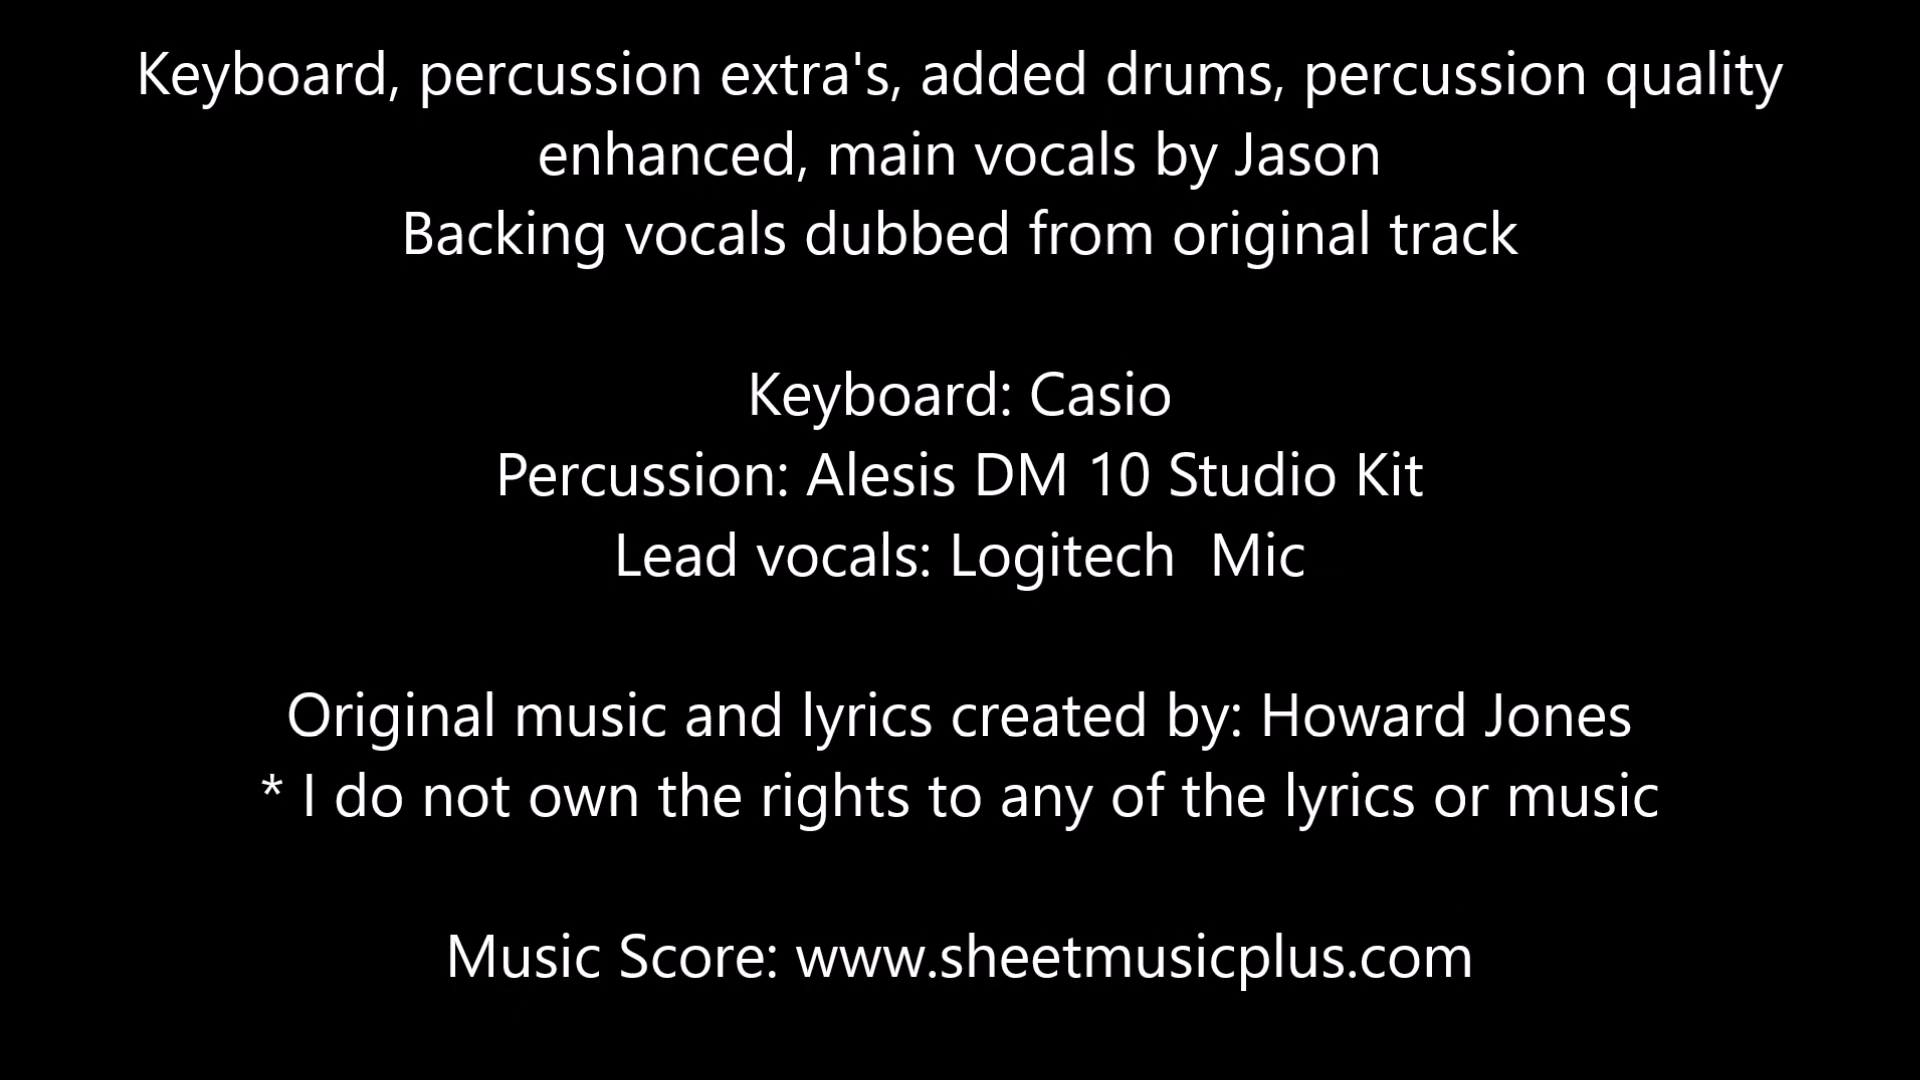 Keyboard, percussion extra's, added drums, percussion quality
enhanced, main vocals by Jason
Backing vocals dubbed from original track
Keyboard: Casio
Percussion: Alesis DM 10 Studio Kit
Lead vocals: Logitech  Mic
Original music and lyrics created by: Howard Jones
* I do not own the rights to any of the lyrics or music
Music Score: www.sheetmusicplus.com